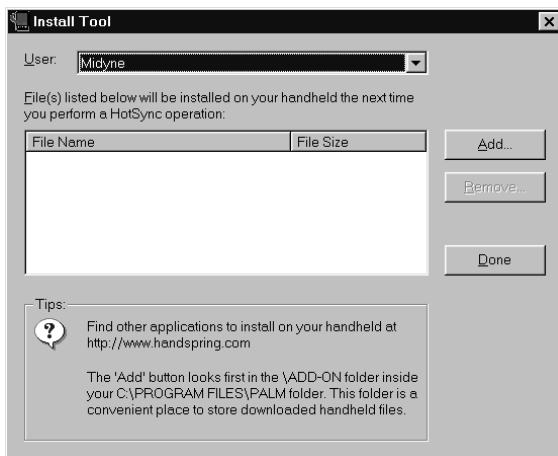 Install Tool
User: Midyne
File(s) listed below will be installed on your handheld the next time
you perform a HotSync operation:
File Name File Size
Add...
Remove...
Done
Tips:
Find other applications to install on your handheld at
http://www.handspring.com
The 'Add' button looks first in the \ADD-ON folder inside
your C:\PROGRAM FILES\PALM folder. This folder is a
convenient place to store downloaded handheld files.